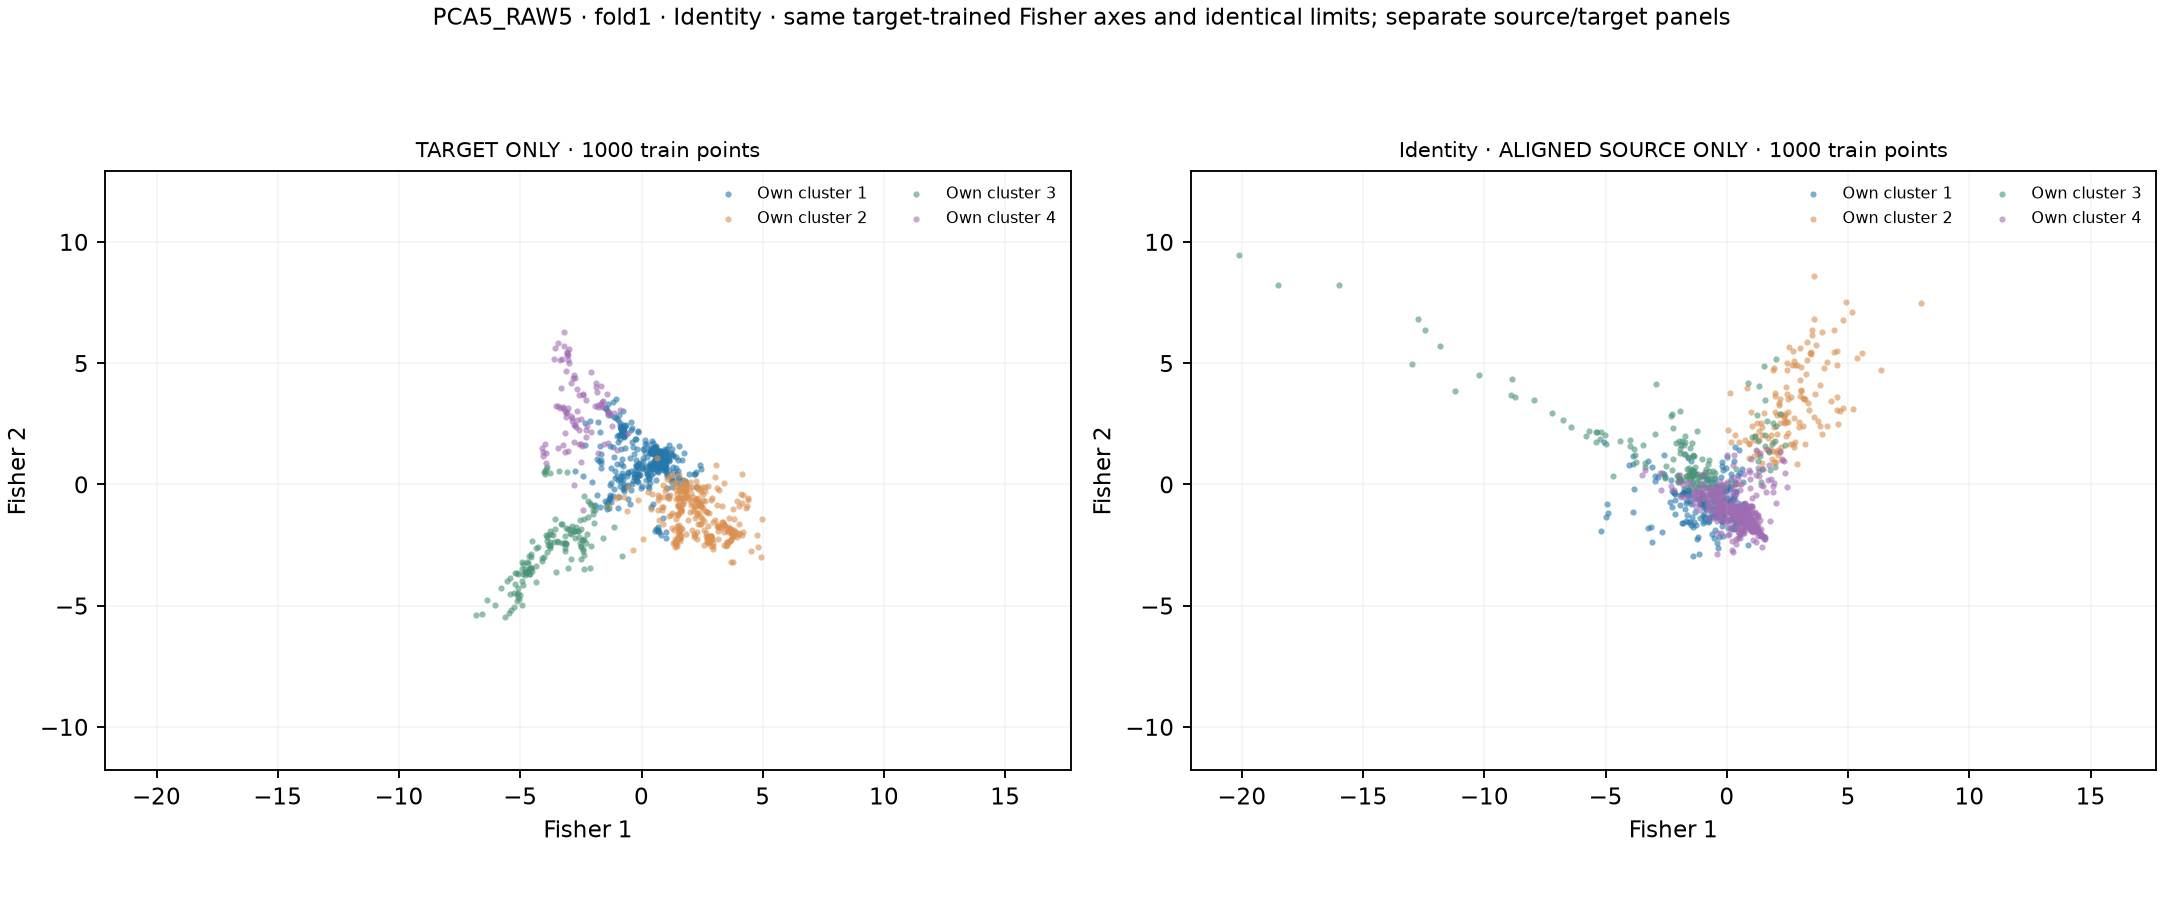 PCA5_RAW5 · fold1 · Identity · same target-trained Fisher axes and identical limits; separate source/target panels
TARGET ONLY · 1000 train points
Own cluster 1
Own cluster 2
Own cluster 3
Own cluster 4
10
5
0
−5
−10
Fisher 2
−20
−15
−10
−5
0
5
10
15
Fisher 1
Identity · ALIGNED SOURCE ONLY · 1000 train points
Own cluster 1
Own cluster 2
Own cluster 3
Own cluster 4
10
5
0
−5
−10
Fisher 2
−20
−15
−10
−5
0
5
10
15
Fisher 1